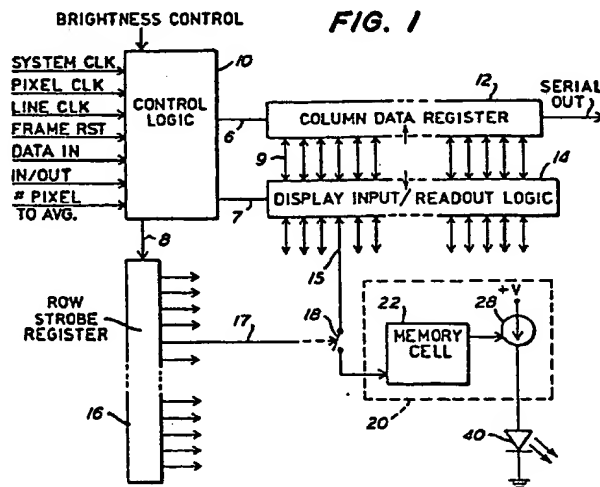 BRIGHTNESS CONTROL
FIG. 1
SYSTEM CLK
PIXEL CLK
LINE CLK
FRAME RST
DATA IN
IN/OUT
# PIXEL
TO AVG.
CONTROL
LOGIC
10
6
7
8
12
COLUMN DATA REGISTER
SERIAL
OUT
9
14
DISPLAY INPUT/READOUT LOGIC
15
ROW
STROBE
REGISTER
16
17
18
22
MEMORY
CELL
+V
28
20
40